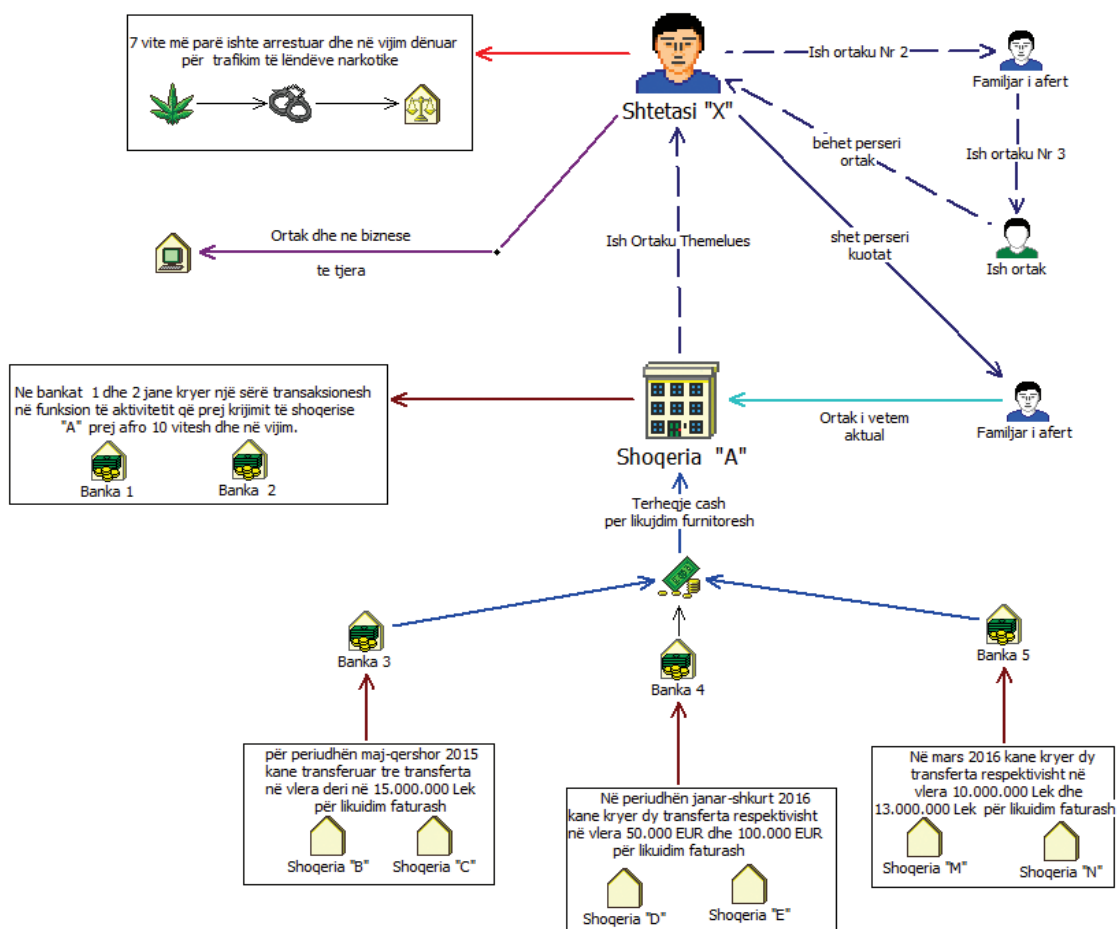 7 vite më parë ishte arrestuar dhe në vijim dënuar
për trafikim të lëndëve narkotike
Shtetasi "X"
Ish ortaku Nr 2
Familjar i afert
behet perseri
ortak
Ish ortaku Nr 3
Ortak dhe ne biznese
te tjera
Ish Ortaku Themelues
shet perseri
kuotat
Ish ortak
Ne bankat 1 dhe 2 jane kryer një sërë transaksionesh
në funksion të aktivitetit që prej krijimit të shoqerise
"A" prej afro 10 vitesh dhe në vijim.
Banka 1
Banka 2
Shoqeria "A"
Ortak i vetem
aktual
Familjar i afert
Terheqje cash
per likujdim furnitoresh
Banka 3
Banka 4
Banka 5
për periudhën maj-qershor 2015
kane transferuar tre transferta
në vlera deri në 15.000.000 Lek
për likuidim faturash
Shoqeria "B"
Shoqeria "C"
Në periudhën janar-shkurt 2016
kane kryer dy transferta respektivisht
në vlera 50.000 EUR dhe 100.000 EUR
për likuidim faturash
Shoqeria "D"
Shoqeria "E"
Në mars 2016 kane kryer dy
transferta respektivisht në
vlera 10.000.000 Lek dhe
13.000.000 Lek për likuidim faturash
Shoqeria "M"
Shoqeria "N"